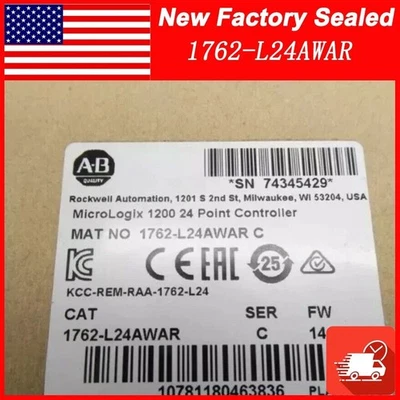 New Factory Sealed
1762-L24AWAR
A-B
QUALITY
*SN 74345429*
Rockwell Automation, 1201 S 2nd St, Milwaukee, WI 53204, USA
MicroLogix 1200 24 Point Controller
MAT NO 1762-L24AWAR C
CE
25
KCC-REM-RAA-1762-L24
CAT SER FW
1762-L24AWAR C 14
10781180463836